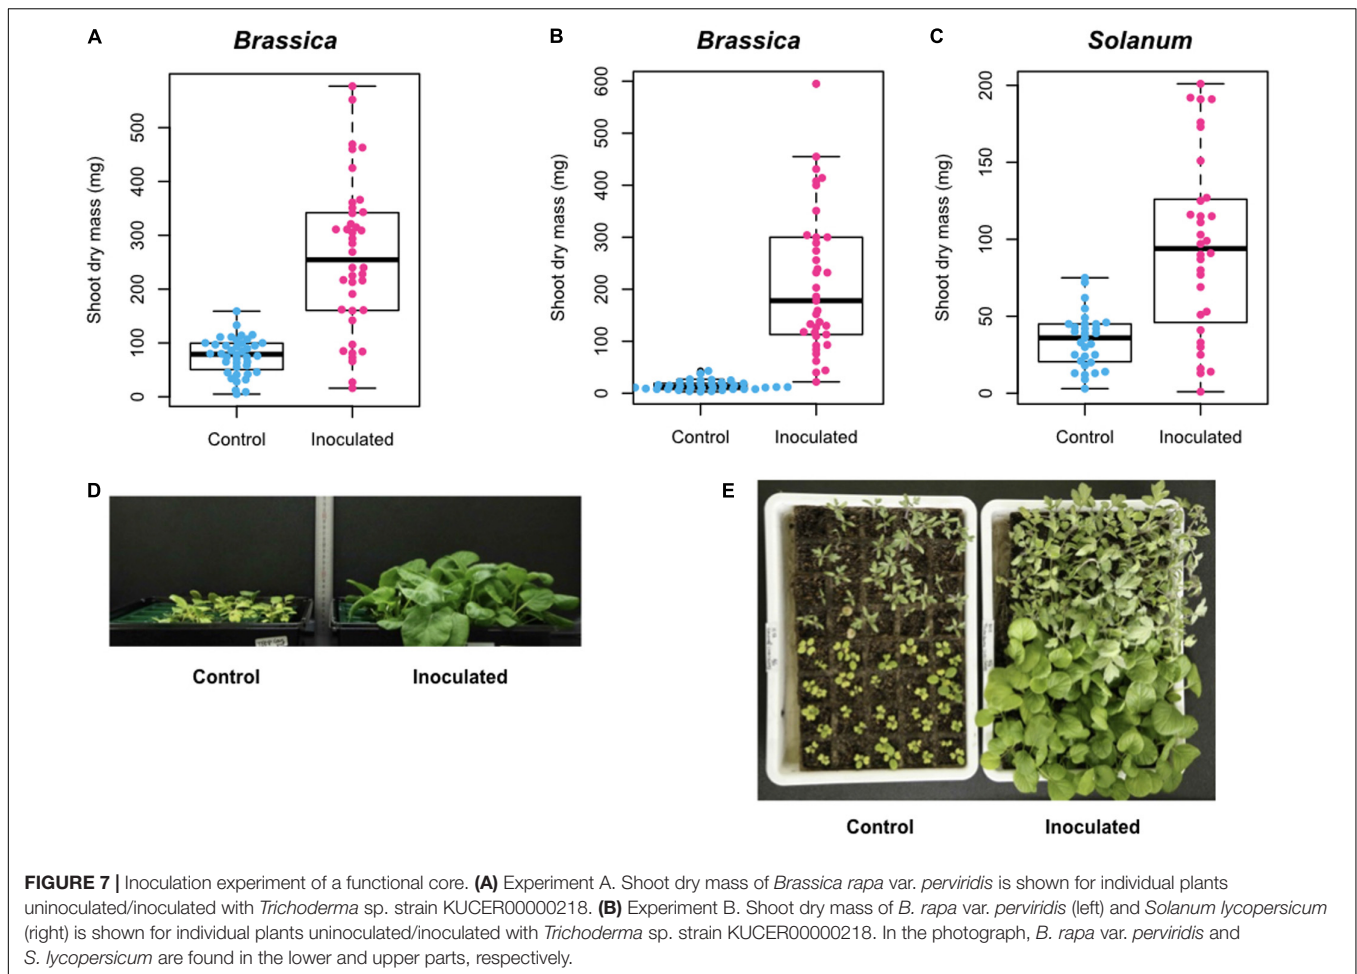 A
Brassica
B
Brassica
C
Solanum
Shoot dry mass (mg)
500
400
300
200
100
0
Control
Inoculated
Shoot dry mass (mg)
600
500
400
300
200
100
0
Control
Inoculated
Shoot dry mass (mg)
200
150
100
50
0
Control
Inoculated
D
Control
Inoculated
E
Control
Inoculated
FIGURE 7 | Inoculation experiment of a functional core. (A) Experiment A. Shoot dry mass of Brassica rapa var. perviridis is shown for individual plants
uninoculated/inoculated with Trichoderma sp. strain KUCER00000218. (B) Experiment B. Shoot dry mass of B. rapa var. perviridis (left) and Solanum lycopersicum
(right) is shown for individual plants uninoculated/inoculated with Trichoderma sp. strain KUCER00000218. In the photograph, B. rapa var. perviridis and
S. lycopersicum are found in the lower and upper parts, respectively.